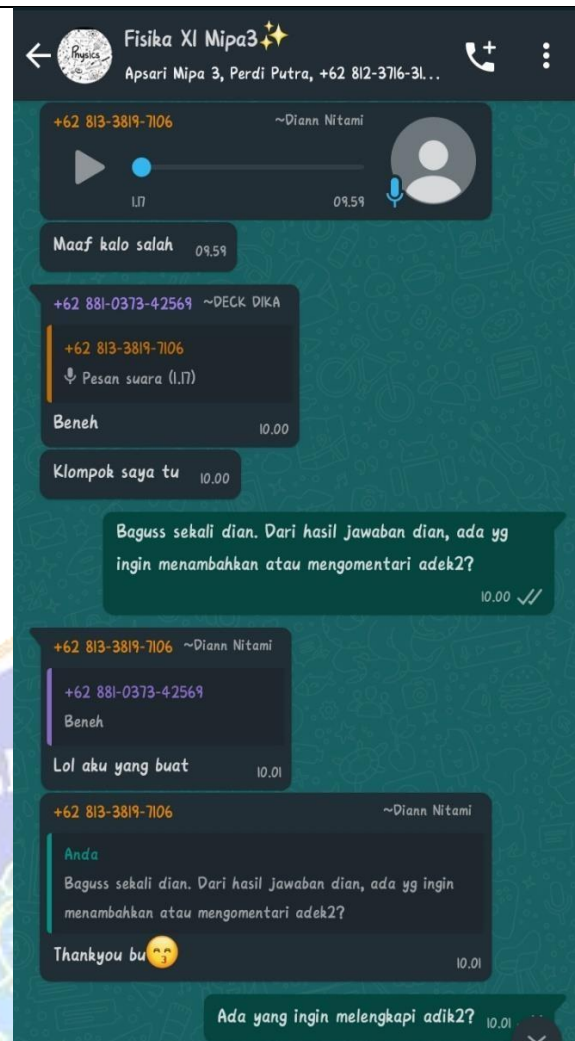 Fisika XI Mipa3✨
Physics
Apsari Mipa 3, Perdi Putra, +62 812-3716-31...
+62 813-3819-7106 ~Diann Nitami
1.17 09.59
Maaf kalo salah 09.59
+62 881-0373-42569 ~DECK DIKA
+62 813-3819-7106
Pesan suara (1.17)
Beneh 10.00
Klompok saya tu 10.00
Baguss sekali dian. Dari hasil jawaban dian, ada yg
ingin menambahkan atau mengomentari adek2?
10.00
+62 813-3819-7106 ~Diann Nitami
+62 881-0373-42569
Beneh
Lol aku yang buat 10.01
+62 813-3819-7106 ~Diann Nitami
Anda
Baguss sekali dian. Dari hasil jawaban dian, ada yg ingin
menambahkan atau mengomentari adek2?
Thankyou bu😙 10.01
Ada yang ingin melengkapi adik2? 10.01